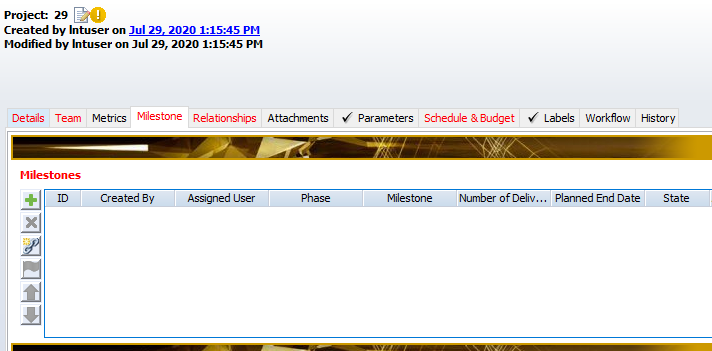 Project: 29
Created by lntuser on Jul 29, 2020 1:15:45 PM
Modified by lntuser on Jul 29, 2020 1:15:45 PM
Details Team Metrics Milestone Relationships Attachments Parameters Schedule & Budget Labels Workflow History
Milestones
ID Created By Assigned User Phase Milestone Number of Deliv... Planned End Date State